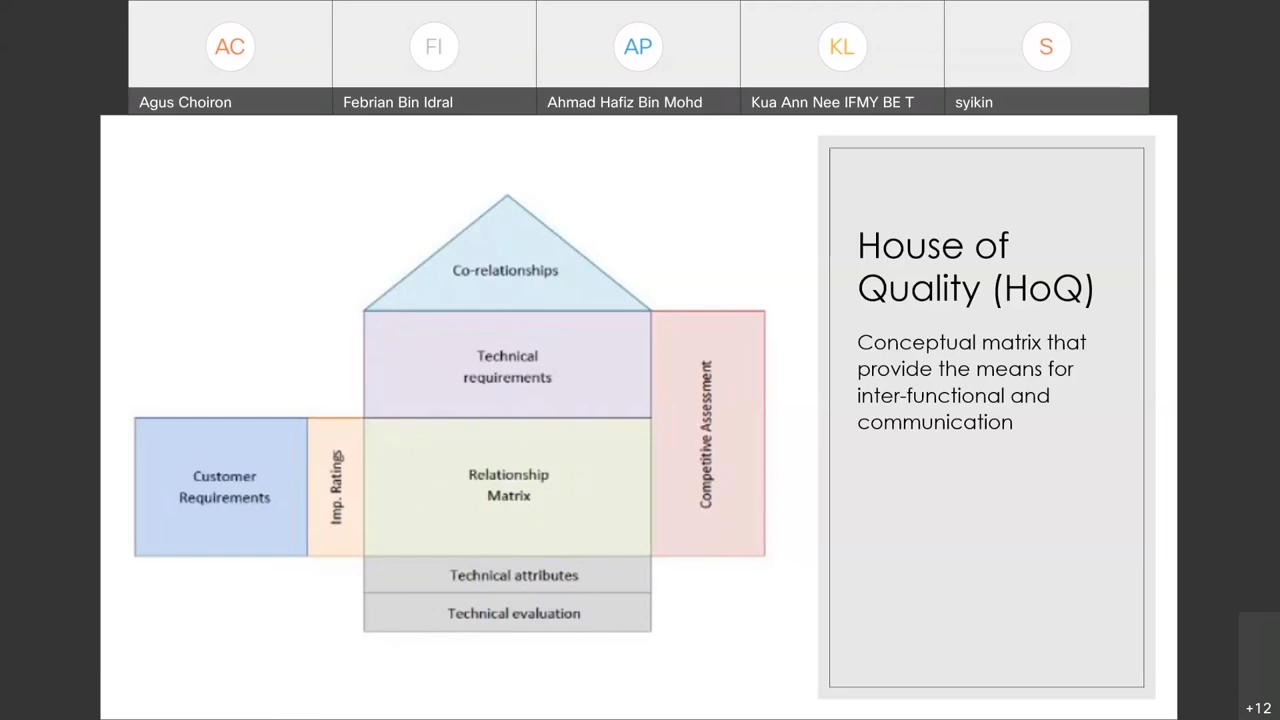 AC
FI
AP
KL
S
Agus Choiron
Febrian Bin Idral
Ahmad Hafiz Bin Mohd
Kua Ann Nee IFMY BE T
syikin
Co-relationships
Technical
requirements
Competitive Assessment
Customer
Requirements
Imp. Ratings
Relationship
Matrix
Technical attributes
Technical evaluation
House of
Quality (HoQ)
Conceptual matrix that
provide the means for
inter-functional and
communication
+12